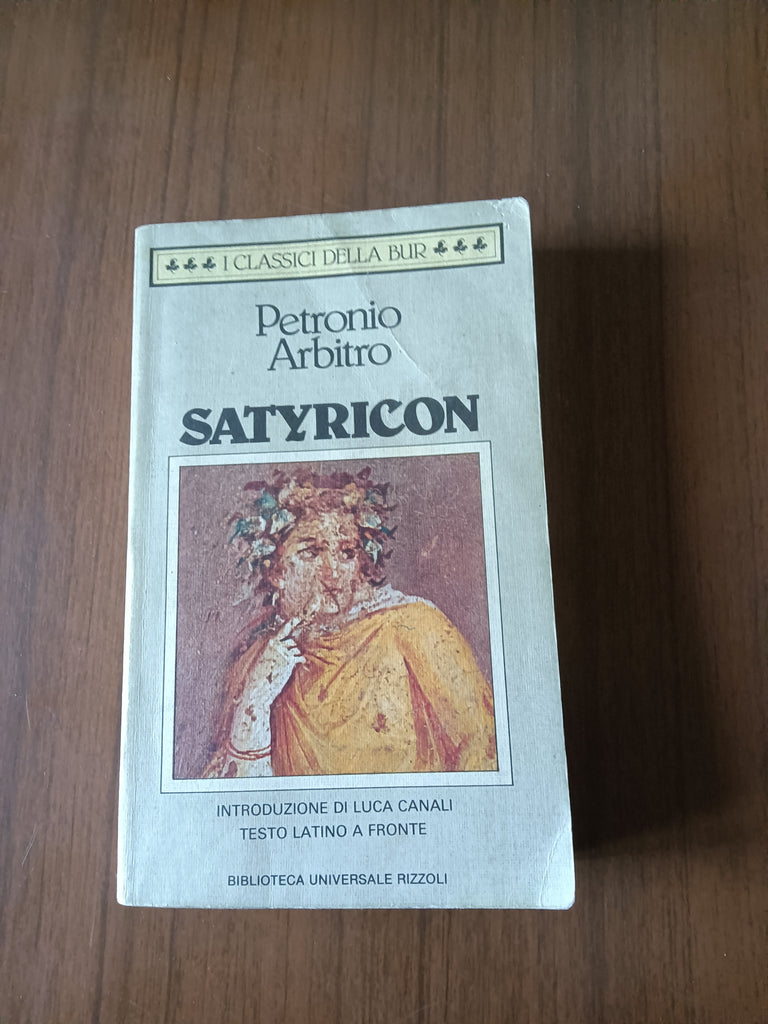 I CLASSICI DELLA BUR
Petronio
Arbitro
SATYRICON
INTRODUZIONE DI LUCA CANALI
TESTO LATINO A FRONTE
BIBLIOTECA UNIVERSALE RIZZOLI